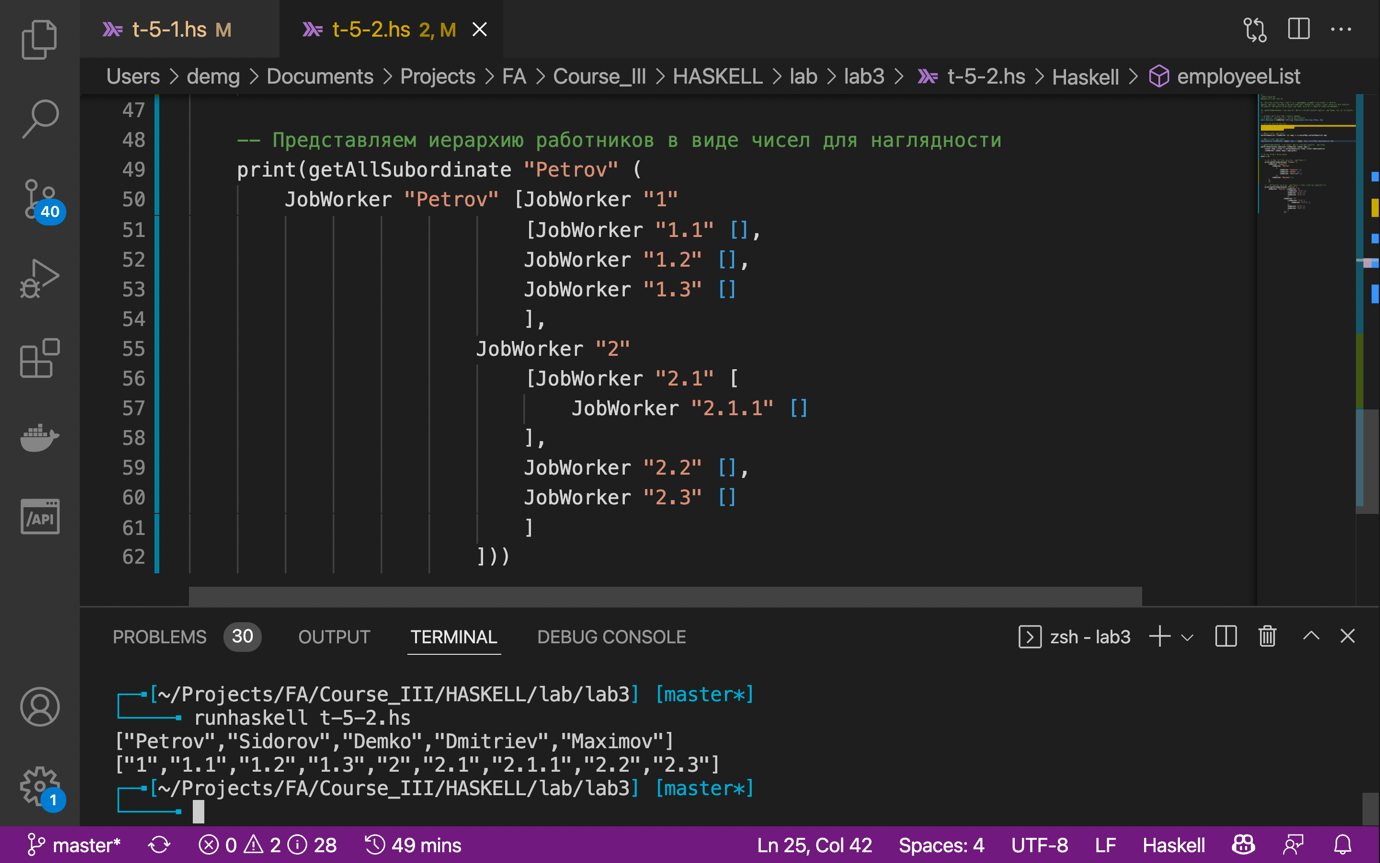 t-5-1.hs M
t-5-2.hs 2, M
Users > demg > Documents > Projects > FA > Course_III > HASKELL > lab > lab3 > t-5-2.hs > Haskell > employeeList
47
48 -- Представляем иерархию работников в виде чисел для наглядности
49 print(getAllSubordinate "Petrov" (
50 JobWorker "Petrov" [JobWorker "1"
51 [JobWorker "1.1" [],
52 JobWorker "1.2" [],
53 JobWorker "1.3" []
54 ],
55 JobWorker "2"
56 [JobWorker "2.1" [
57 JobWorker "2.1.1" []
58 ],
59 JobWorker "2.2" [],
60 JobWorker "2.3" []
61 ]
62 ]))
40
/API
1
PROBLEMS 30 OUTPUT TERMINAL DEBUG CONSOLE zsh - lab3
[~/Projects/FA/Course_III/HASKELL/lab/lab3] [master*]
runhaskell t-5-2.hs
["Petrov","Sidorov","Demko","Dmitriev","Maximov"]
["1","1.1","1.2","1.3","2","2.1","2.1.1","2.2","2.3"]
[~/Projects/FA/Course_III/HASKELL/lab/lab3] [master*]
master* 0 2 28 49 mins Ln 25, Col 42 Spaces: 4 UTF-8 LF Haskell